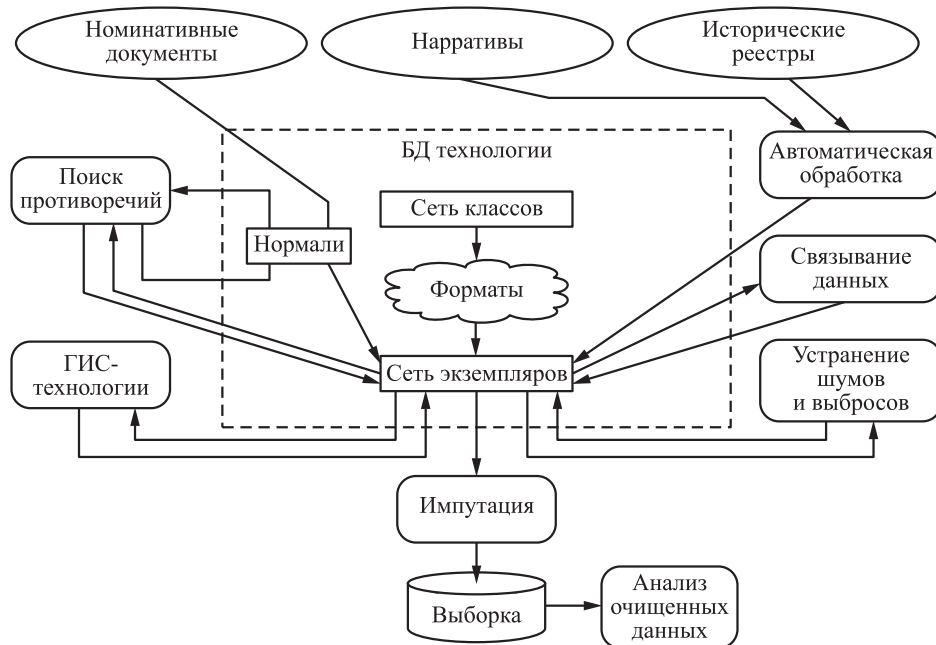 Номинативные
документы
Нарративы
Исторические
реестры
БД технологии
Автоматическая
обработка
Поиск
противоречий
Сеть классов
Нормали
Связывание
данных
Форматы
ГИС-
технологии
Сеть экземпляров
Устранение
шумов
и выбросов
Импутация
Выборка
Анализ
очищенных
данных